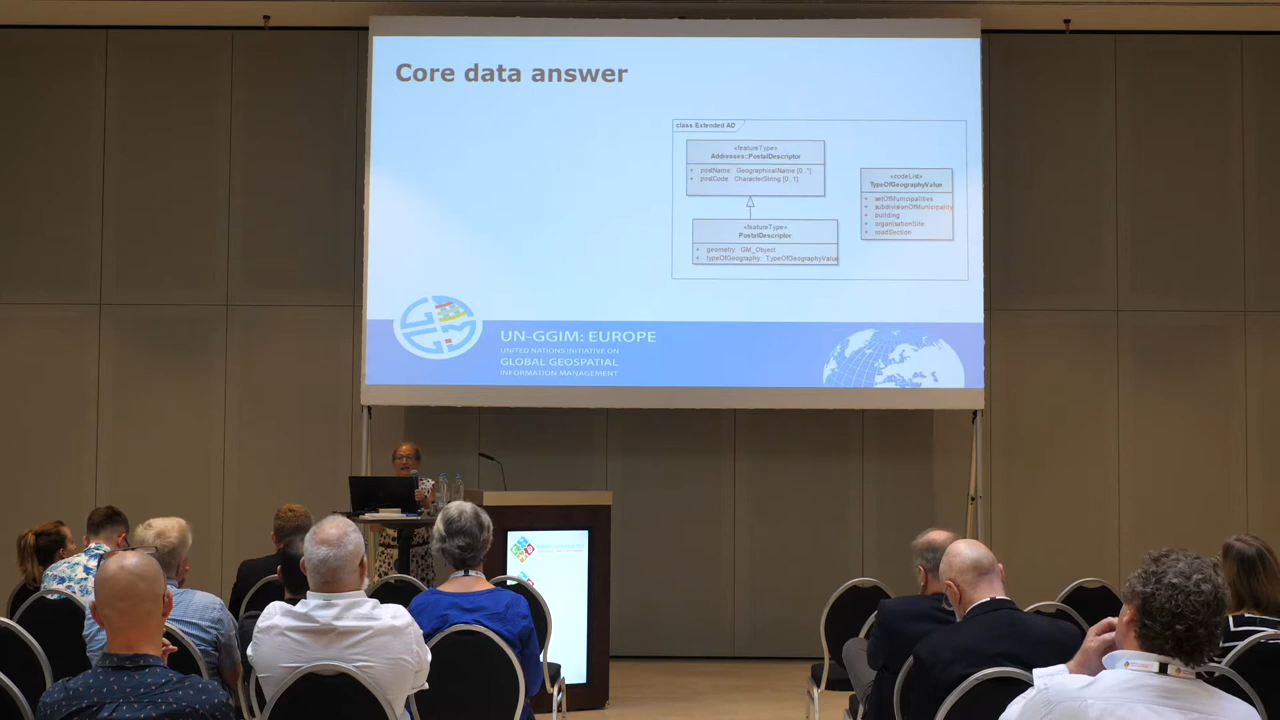 Core data answer
class Extended AD
«featureType»
Addresses::PostalDescriptor
+ postName: GeographicalName [0..*]
+ postCode: CharacterString [0..1]
«featureType»
PostalDescriptor
+ geometry: GM_Object
+ typeOfGeography: TypeOfGeographyValue
«codeList»
TypeOfGeographyValue
+ setOfMunicipalities
+ subdivisionOfMunicipality
+ building
+ organisationSite
+ roadSection
UN-GGIM: EUROPE
UNITED NATIONS INITIATIVE ON
GLOBAL GEOSPATIAL
INFORMATION MANAGEMENT